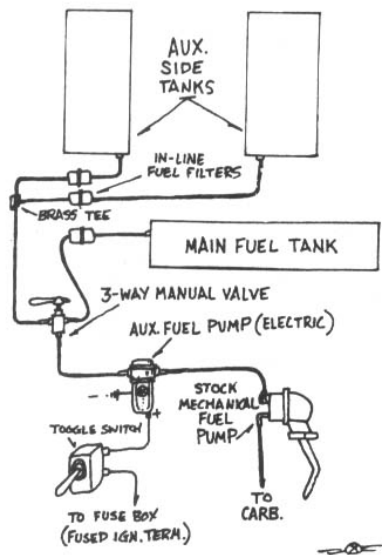 AUX.
SIDE
TANKS
IN-LINE
FUEL FILTERS
BRASS TEE
MAIN FUEL TANK
3-WAY MANUAL VALVE
AUX. FUEL PUMP (ELECTRIC)
STOCK
MECHANICAL
FUEL
PUMP
TOGGLE SWITCH
- +
TO FUSE BOX
(FUSED IGN. TERM.)
TO
CARB.